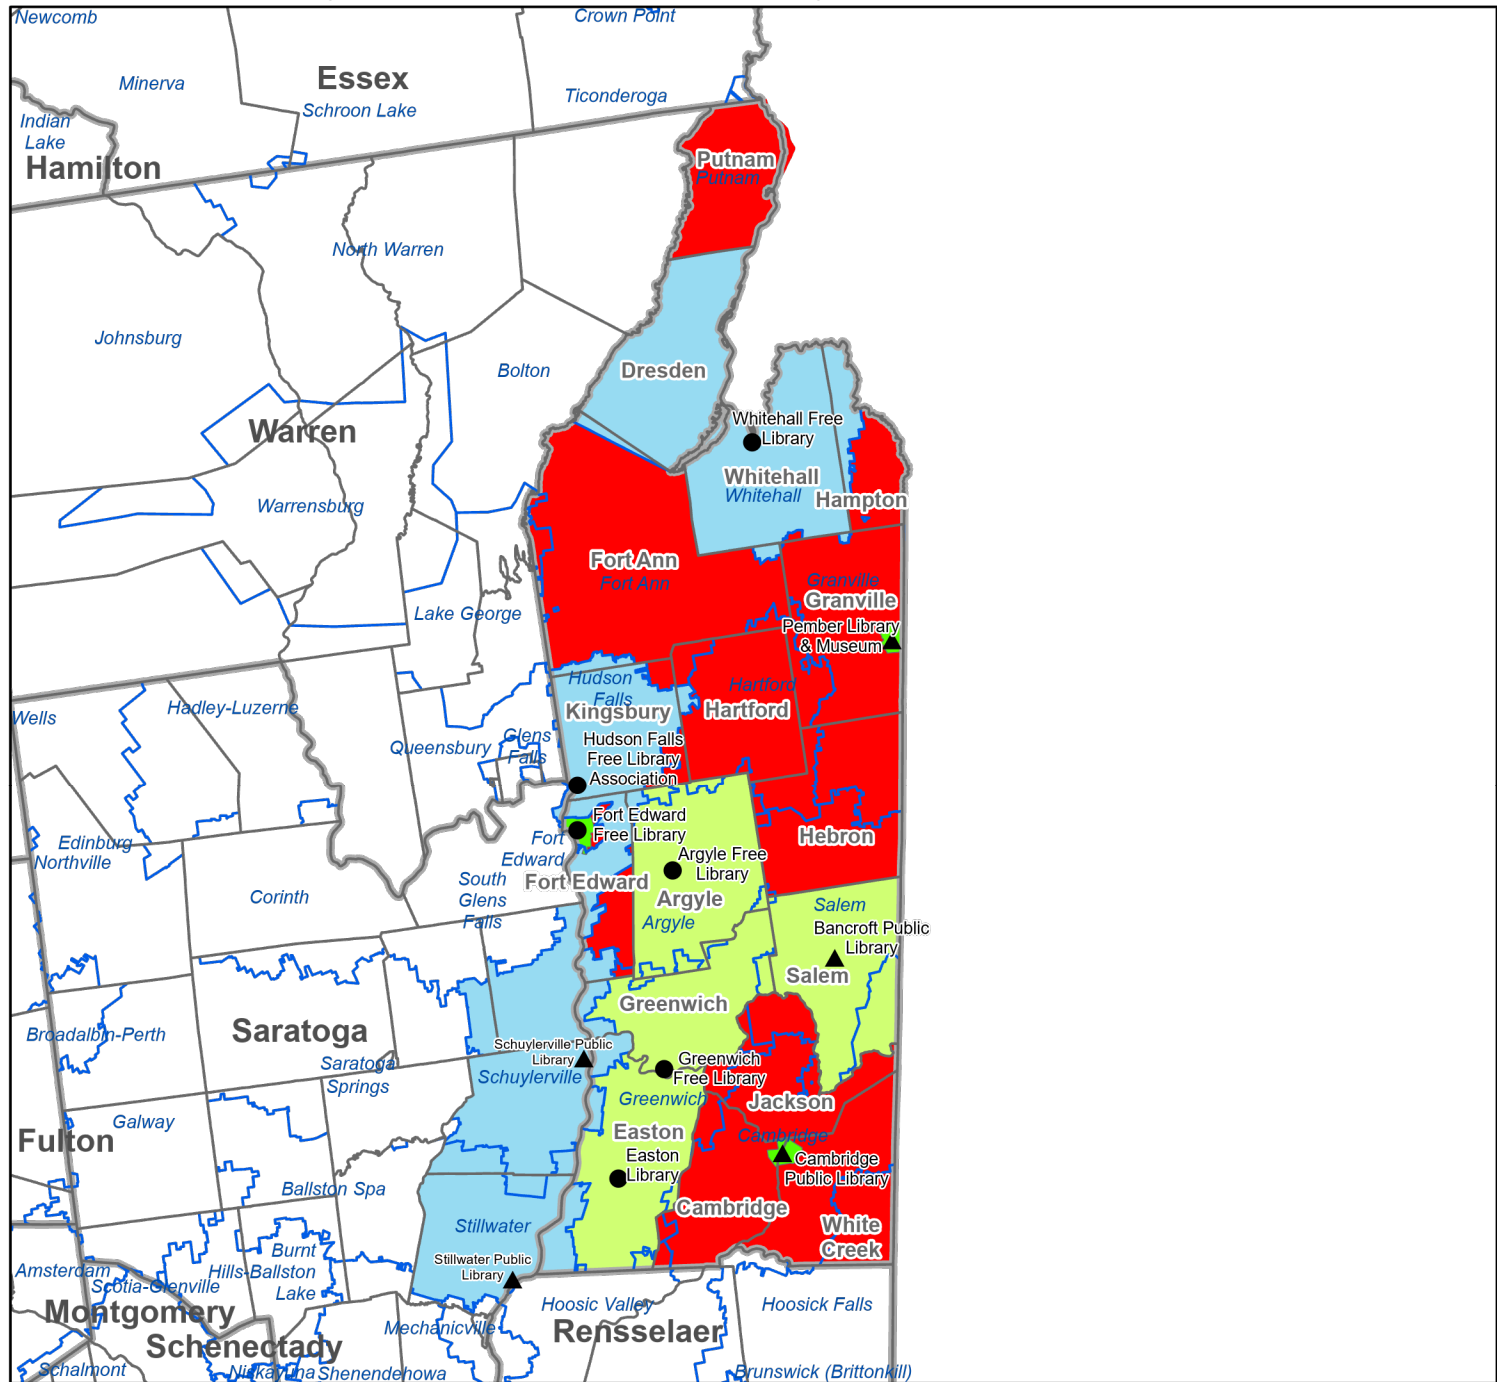 Newcomb
Crown Point
Minerva
Essex
Schroon Lake
Ticonderoga
Indian
Lake
Hamilton
Putnam
Putnam
North Warren
Johnsburg
Bolton
Dresden
Warren
Whitehall Free
Library
Whitehall
Whitehall
Hampton
Warrensburg
Fort Ann
Fort Ann
Granville
Granville
Lake George
Pember Library
& Museum
Hudson
Falls
Kingsbury
Hartford
Hartford
Wells
Hadley-Luzerne
Queensbury
Glens
Falls
Hudson Falls
Free Library
Association
Fort Edward
Free Library
Hebron
Edinburg
Northville
Fort
Edward
Fort Edward
Argyle Free
Library
Argyle
Argyle
South
Glens
Falls
Corinth
Salem
Bancroft Public
Library
Salem
Greenwich
Broadalbin-Perth
Saratoga
Saratoga
Springs
Schuylerville Public
Library
Schuylerville
Greenwich
Free Library
Greenwich
Jackson
Galway
Fulton
Easton
Easton
Library
Cambridge
Cambridge
Public Library
Ballston Spa
Cambridge
White
Creek
Stillwater
Stillwater Public
Library
Burnt
Hills-Ballston
Lake
Amsterdam
Scotia-Glenville
Montgomery
Schenectady
Hoosic Valley
Hoosick Falls
Mechanicville
Rensselaer
Schalmont
Niskayuna
Shenendehowa
Brunswick (Brittonkill)